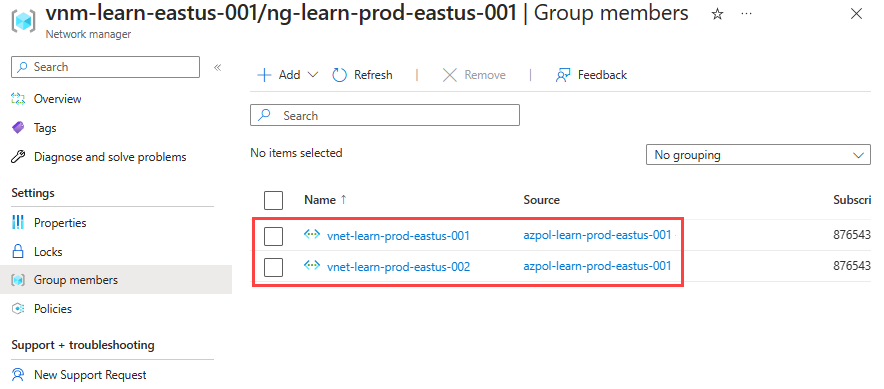 vnm-learn-eastus-001/ng-learn-prod-eastus-001 | Group members
Network manager
Search
Overview
Tags
Diagnose and solve problems
Settings
Properties
Locks
Group members
Policies
Support + troubleshooting
New Support Request
Add
Refresh
Remove
Feedback
Search
No items selected
No grouping
Name ↑ Source Subscri
vnet-learn-prod-eastus-001 azpol-learn-prod-eastus-001 876543
vnet-learn-prod-eastus-002 azpol-learn-prod-eastus-001 876543